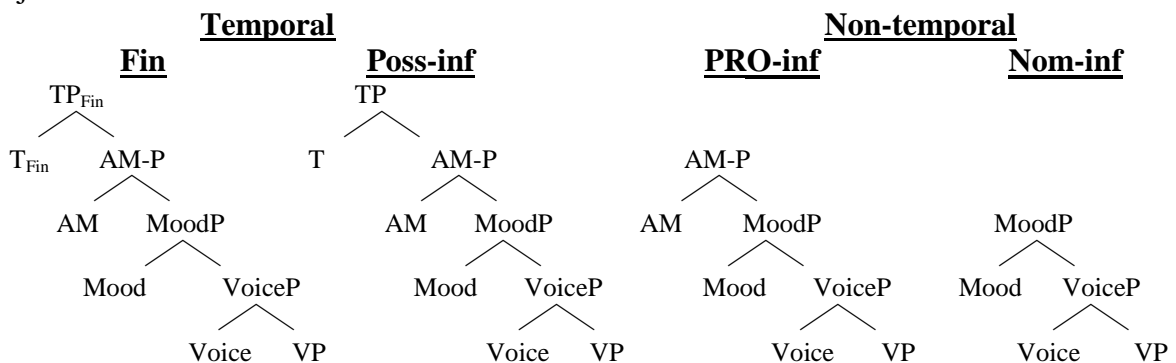 Temporal Non-temporal
Fin Poss-inf PRO-inf Nom-inf
TP_Fin TP
T_Fin AM-P T AM-P AM-P
AM MoodP AM MoodP AM MoodP MoodP
Mood VoiceP Mood VoiceP Mood VoiceP Mood VoiceP
Voice VP Voice VP Voice VP Voice VP